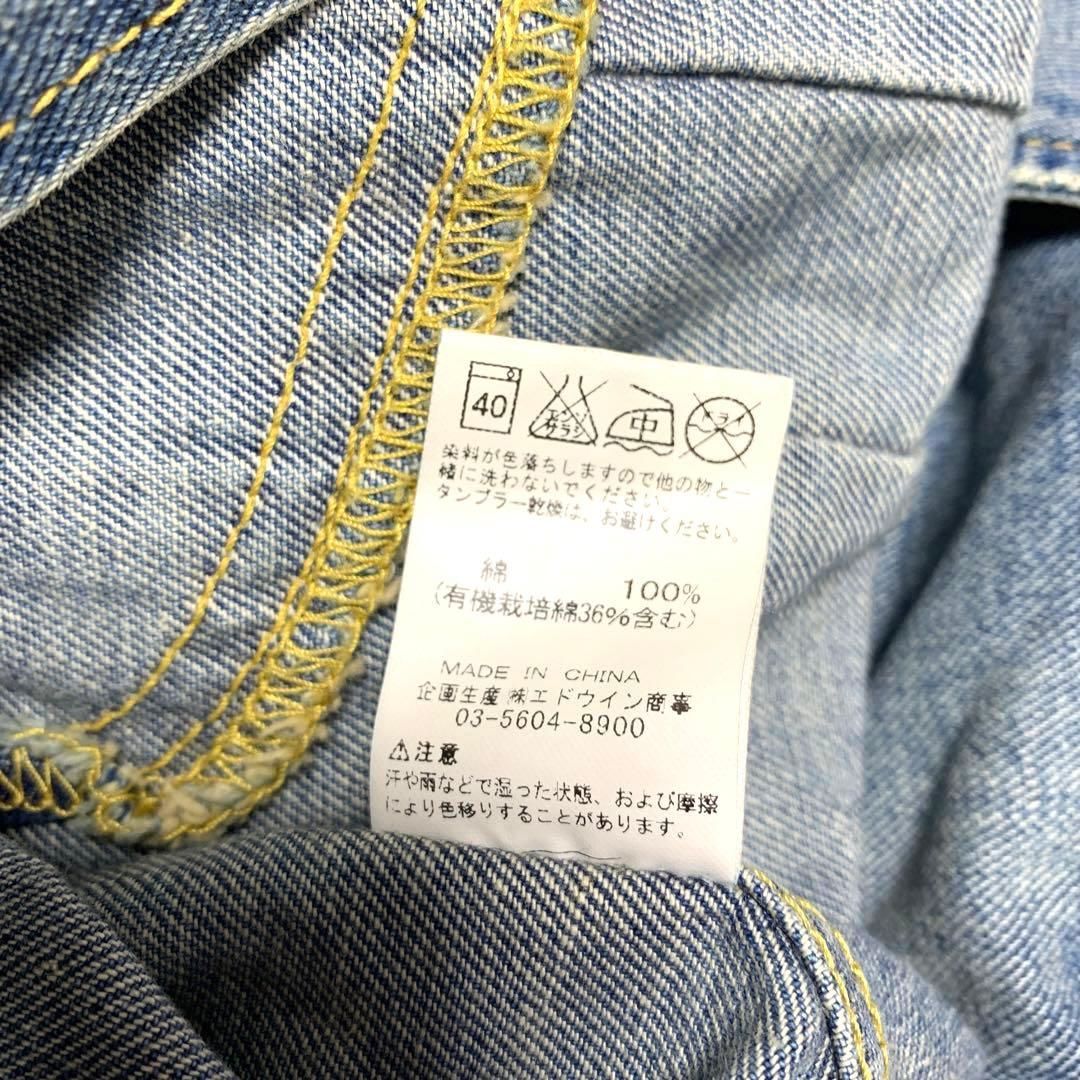 40 エンソ サラシ 中 ドライ
染料が色落ちしますので他の物と一
緒に洗わないでください。
タンブラー乾燥は、お避けください。
綿 100%
(有機栽培綿36%含む)
MADE IN CHINA
企画生産 ㈱エドウイン商事
03-5604-8900
⚠注意
汗や雨などで湿った状態、および摩擦
により色移りすることがあります。